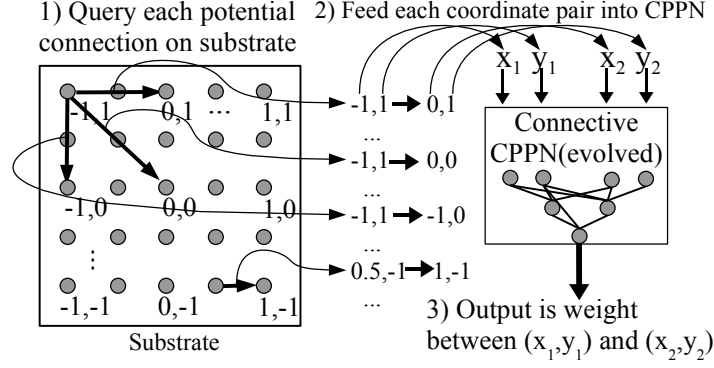 1) Query each potential
connection on substrate
-1,1 0,1 ... 1,1
-1,0 0,0 1,0
...
-1,-1 0,-1 1,-1
Substrate
2) Feed each coordinate pair into CPPN
-1,1 0,1
...
-1,1 0,0
...
-1,1 -1,0
...
0.5,-1 1,-1
...
x1 y1 x2 y2
Connective
CPPN(evolved)
3) Output is weight
between (x1,y1) and (x2,y2)